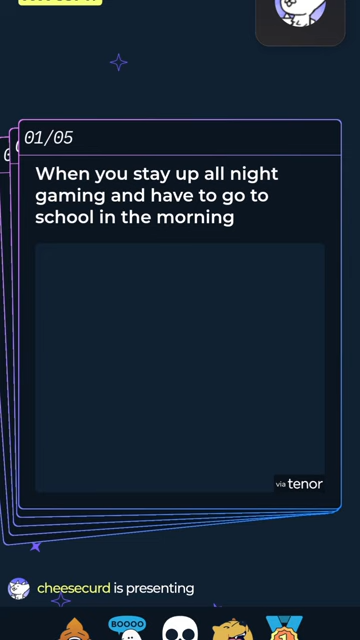 01/05
When you stay up all night
gaming and have to go to
school in the morning
via tenor
cheesecurd is presenting
BOOOO
1